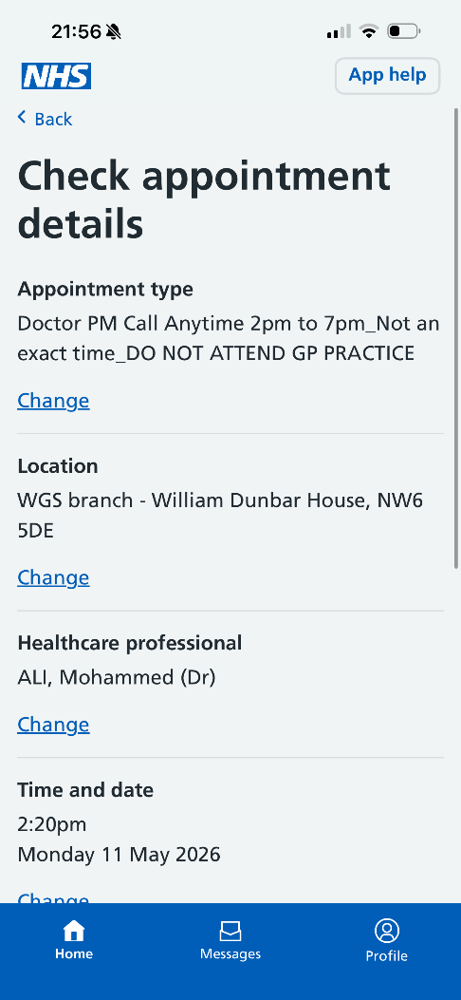 21:56
NHS
App help
Back
Check appointment
details
Appointment type
Doctor PM Call Anytime 2pm to 7pm_Not an
exact time_DO NOT ATTEND GP PRACTICE
Change
Location
WGS branch - William Dunbar House, NW6
5DE
Change
Healthcare professional
ALI, Mohammed (Dr)
Change
Time and date
2:20pm
Monday 11 May 2026
Change
Home
Messages
Profile